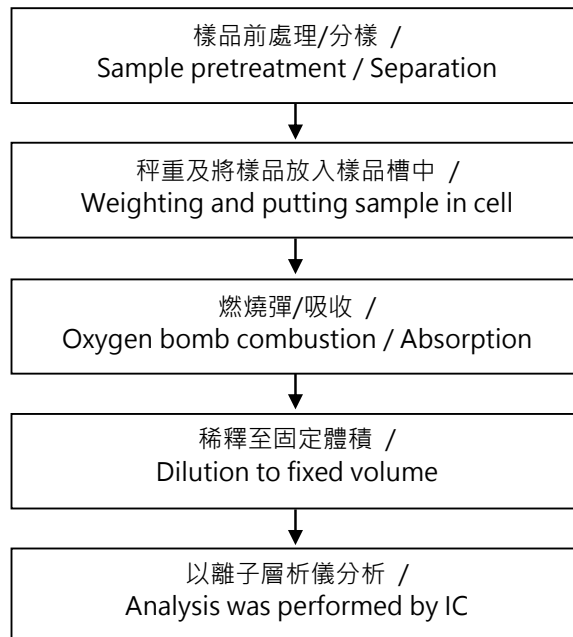 樣品前處理/分樣 /
Sample pretreatment / Separation
秤重及將樣品放入樣品槽中 /
Weighting and putting sample in cell
燃燒彈/吸收 /
Oxygen bomb combustion / Absorption
稀釋至固定體積 /
Dilution to fixed volume
以離子層析儀分析 /
Analysis was performed by IC